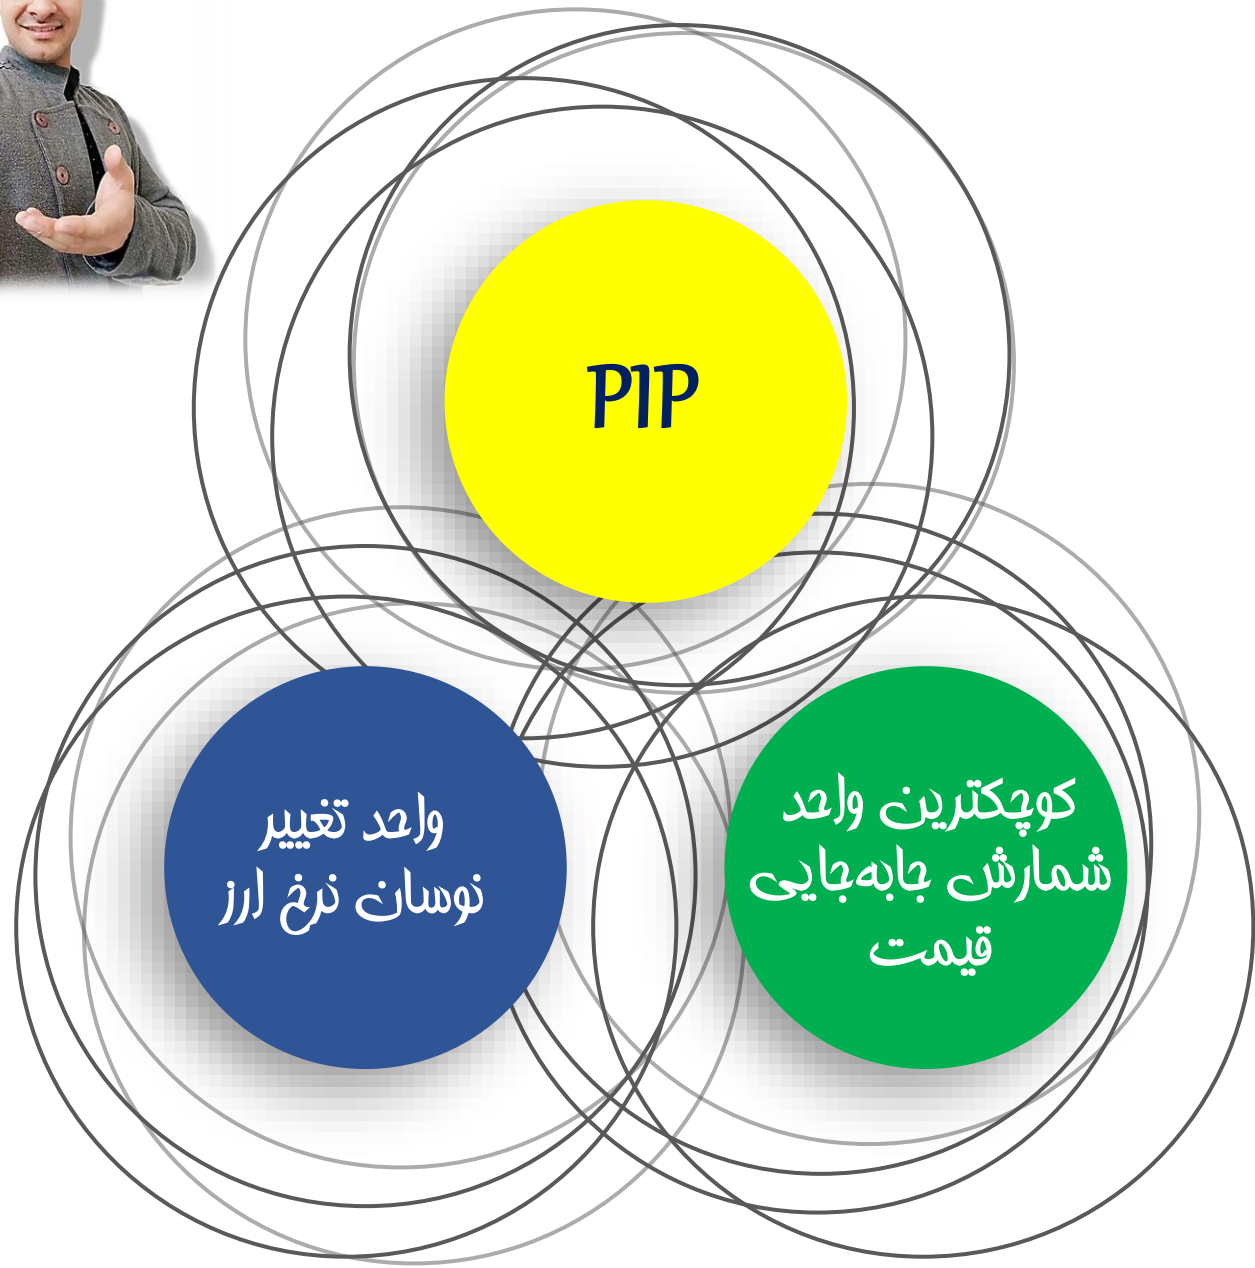 PIP
کوچکترین واحد
شمارش جابه‌جایی
قیمت
واحد تغییر
نوسان نرخ ارز